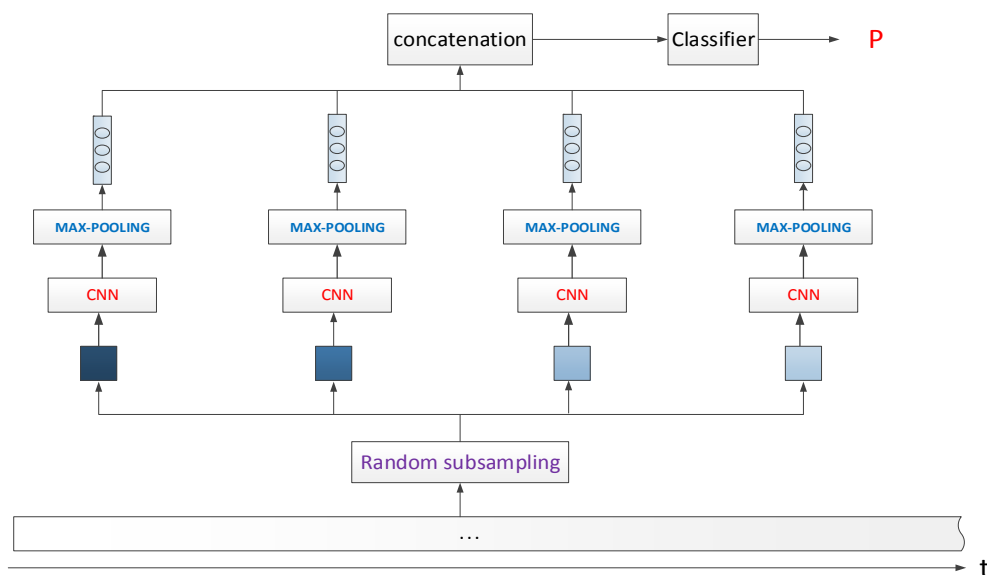 concatenation
Classifier
P
MAX-POOLING
MAX-POOLING
MAX-POOLING
MAX-POOLING
CNN
CNN
CNN
CNN
Random subsampling
...
t